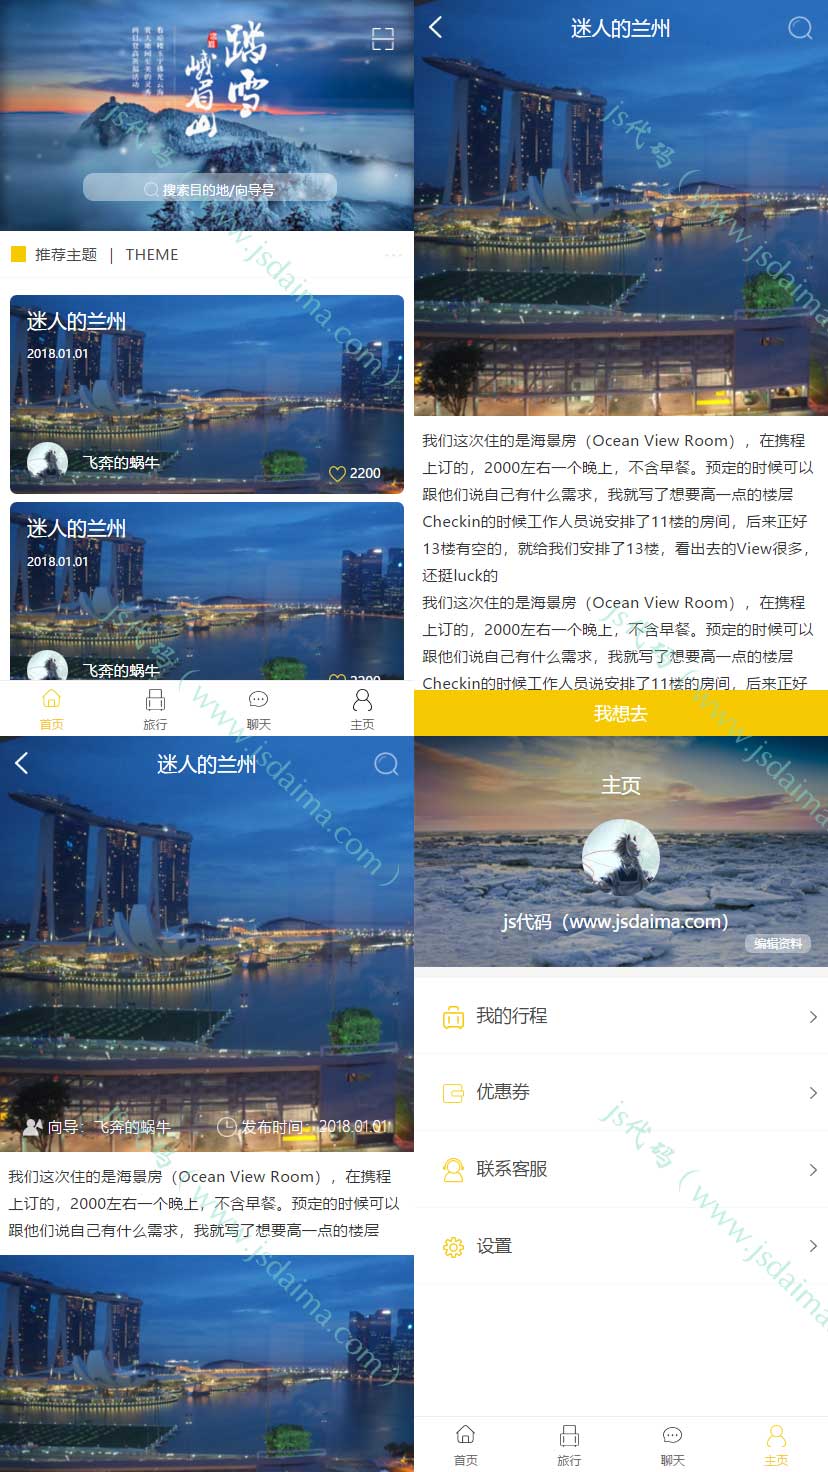 踏雪
峨眉山
搜索目的地/向导号
推荐主题 | THEME
迷人的兰州
2018.01.01
飞奔的蜗牛
2200
迷人的兰州
2018.01.01
飞奔的蜗牛
2200
首页
旅行
聊天
主页
迷人的兰州
我们这次住的是海景房（Ocean View Room），在携程
上订的，2000左右一个晚上，不含早餐。预定的时候可以
跟他们说自己有什么需求，我就写了想要高一点的楼层
Checkin的时候工作人员说安排了11楼的房间，后来正好
13楼有空的，就给我们安排了13楼，看出去的View很多，
还挺luck的
我们这次住的是海景房（Ocean View Room），在携程
上订的，2000左右一个晚上，不含早餐。预定的时候可以
跟他们说自己有什么需求，我就写了想要高一点的楼层
Checkin的时候工作人员说安排了11楼的房间，后来正好
我想去
迷人的兰州
向导：飞奔的蜗牛
发布时间：2018.01.01
我们这次住的是海景房（Ocean View Room），在携程
上订的，2000左右一个晚上，不含早餐。预定的时候可以
跟他们说自己有什么需求，我就写了想要高一点的楼层
主页
js代码（www.jsdaima.com）
编辑资料
我的行程
优惠券
联系客服
设置
首页
旅行
聊天
主页
js代码（www.jsdaima.com）
js代码（www.jsdaima.com）
js代码（www.jsdaima.com）